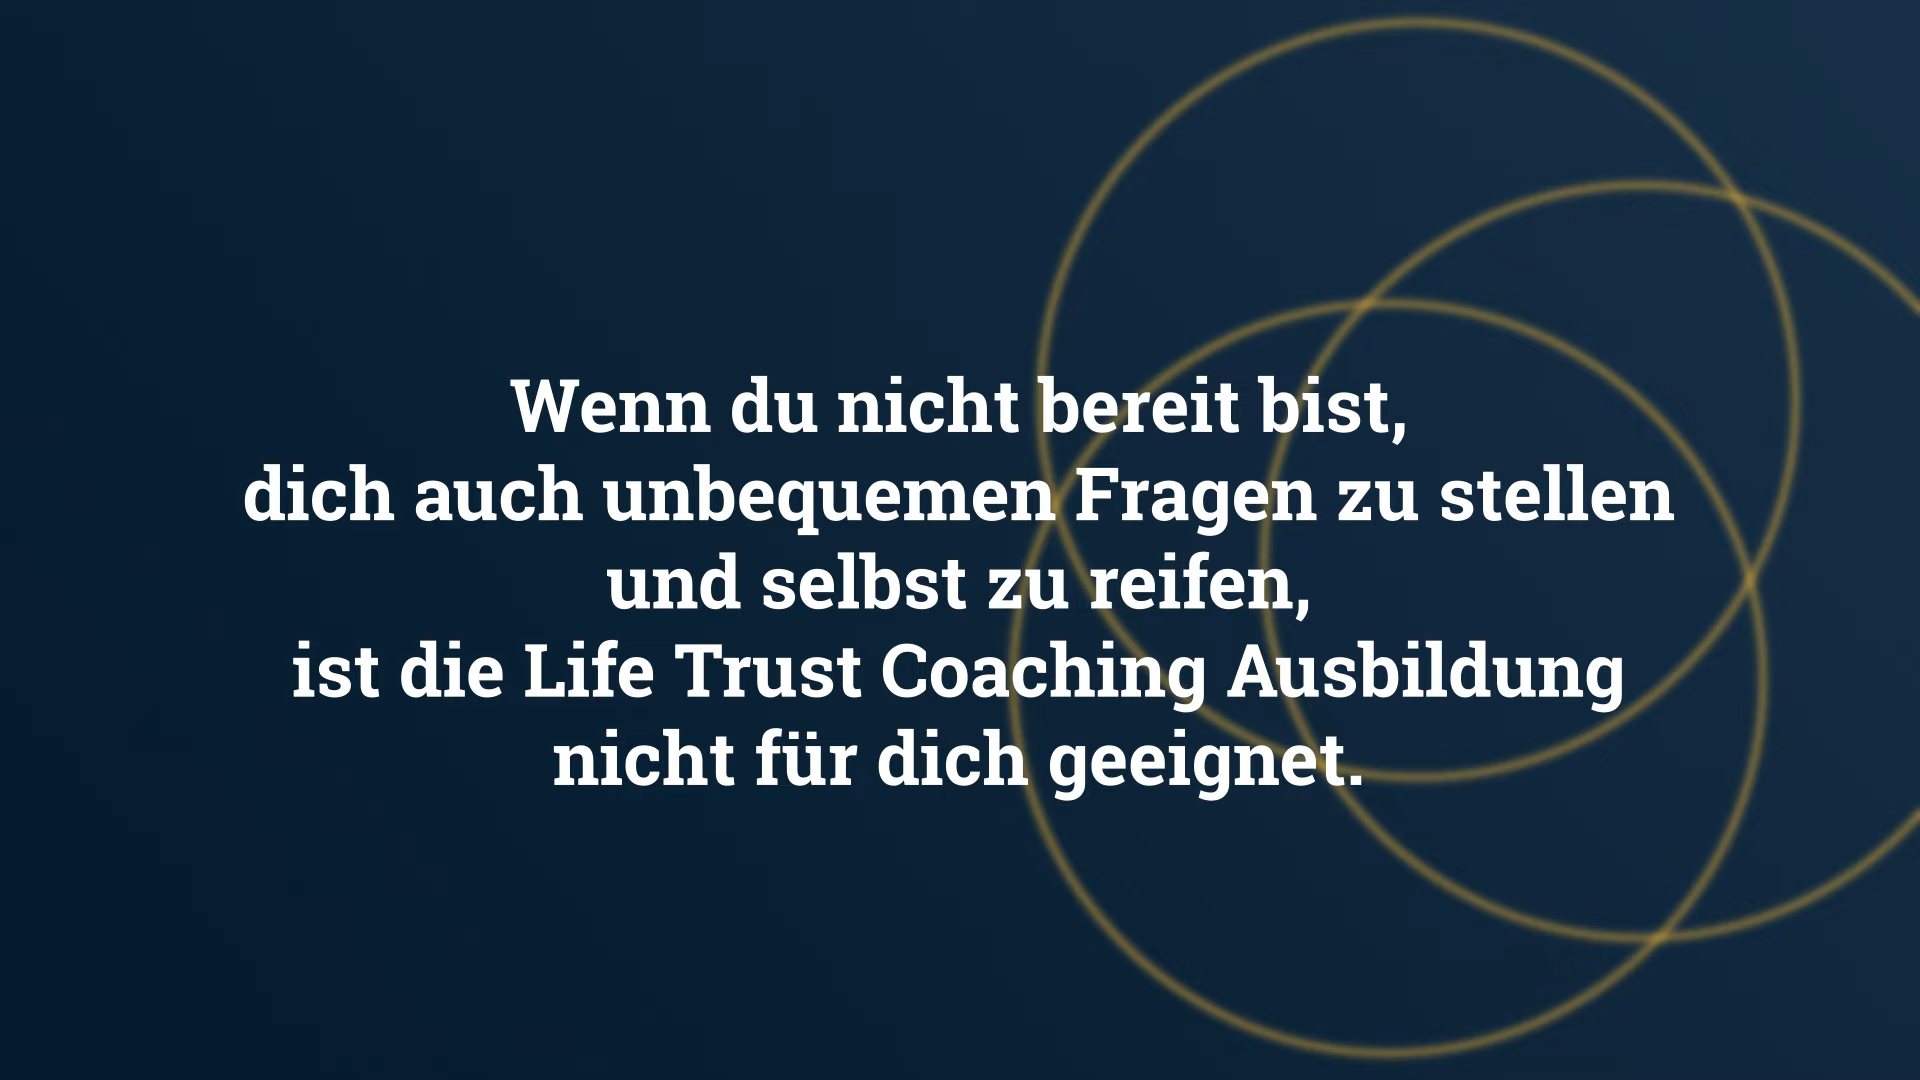 Wenn du nicht bereit bist,
dich auch unbequemen Fragen zu stellen
und selbst zu reifen,
ist die Life Trust Coaching Ausbildung
nicht für dich geeignet.